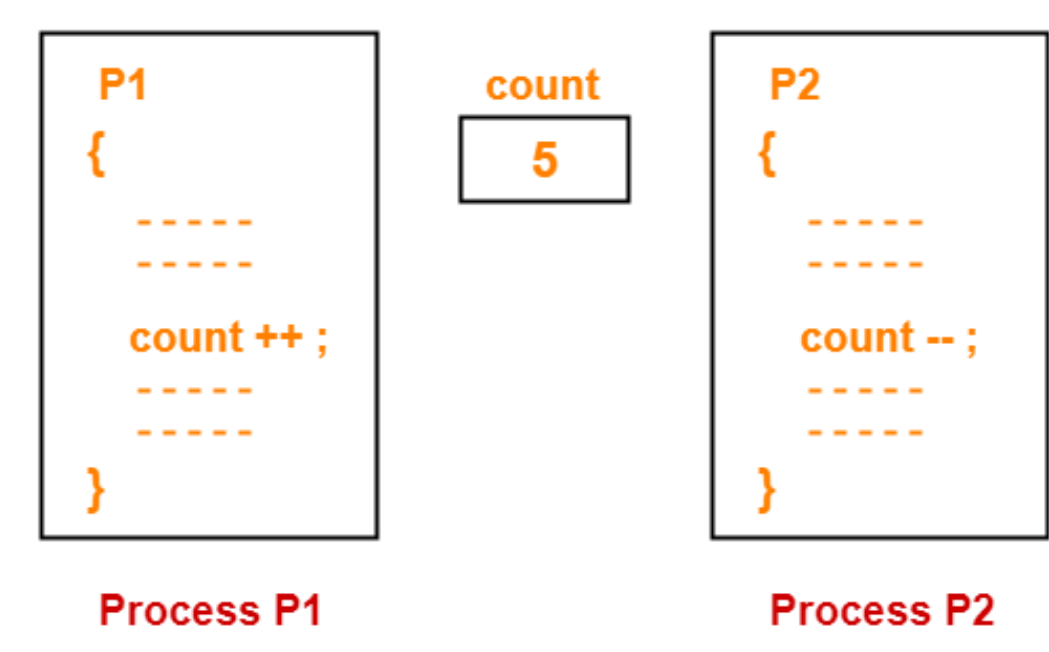 P1
{
- - - - -
- - - - -
count ++ ;
- - - - -
- - - - -
}
Process P1
count
5
P2
{
- - - - -
- - - - -
count -- ;
- - - - -
- - - - -
}
Process P2